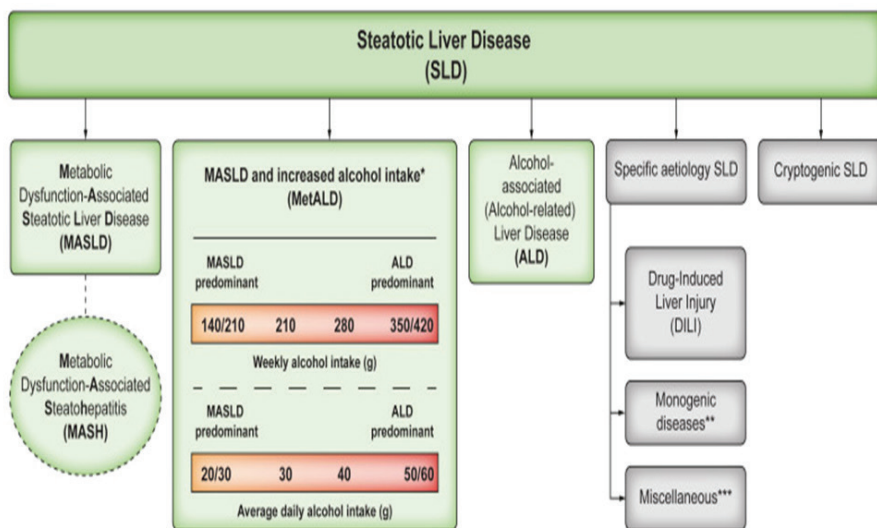 Steatotic Liver Disease
(SLD)
Metabolic
Dysfunction-Associated
Steatotic Liver Disease
(MASLD)
Metabolic
Dysfunction-Associated
Steatohepatitis
(MASH)
MASLD and increased alcohol intake*
(MetALD)
MASLD predominant
ALD predominant
140/210 210 280 350/420
Weekly alcohol intake (g)
MASLD predominant
ALD predominant
20/30 30 40 50/60
Average daily alcohol intake (g)
Alcohol-
associated
(Alcohol-related)
Liver Disease
(ALD)
Specific aetiology SLD
Drug-Induced
Liver Injury
(DILI)
Monogenic
diseases**
Miscellaneous***
Cryptogenic SLD